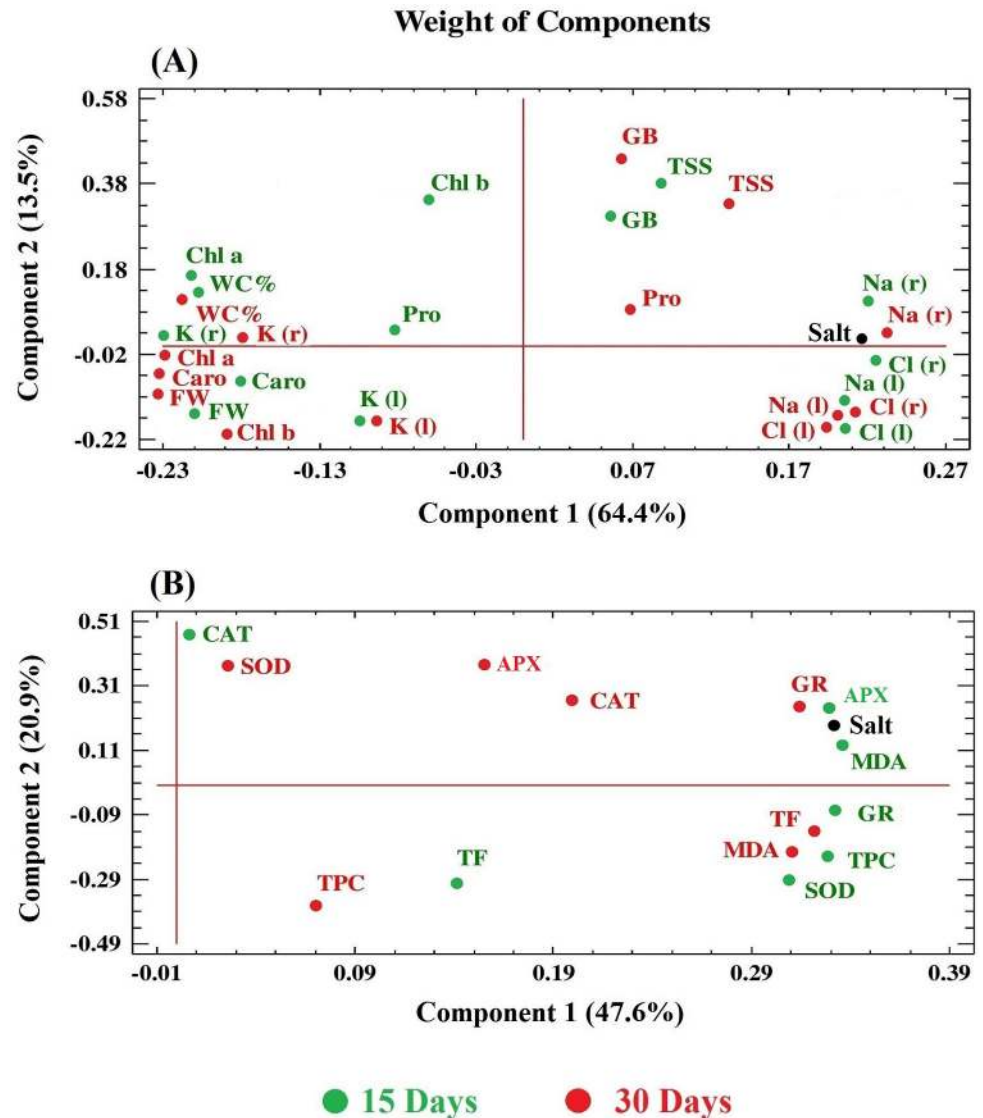 Weight of Components
(A)
Component 2 (13.5%)
0.58
0.38
0.18
-0.02
-0.22
GB
TSS
Chl b
TSS
GB
Chl a
WC%
Na (r)
WC%
Pro
Pro
Na (r)
K (r)
K (r)
Salt
Chl a
Cl (r)
Caro
Caro
Na (l)
FW
FW
K (l)
Na (l)
Cl (r)
Chl b
K (l)
Cl (l)
Cl (l)
-0.23
-0.13
-0.03
0.07
0.17
0.27
Component 1 (64.4%)
(B)
Component 2 (20.9%)
0.51
0.31
0.11
-0.09
-0.29
-0.49
CAT
SOD
APX
CAT
GR
APX
Salt
MDA
GR
TF
MDA
TPC
TF
TPC
SOD
-0.01
0.09
0.19
0.29
0.39
Component 1 (47.6%)
15 Days
30 Days